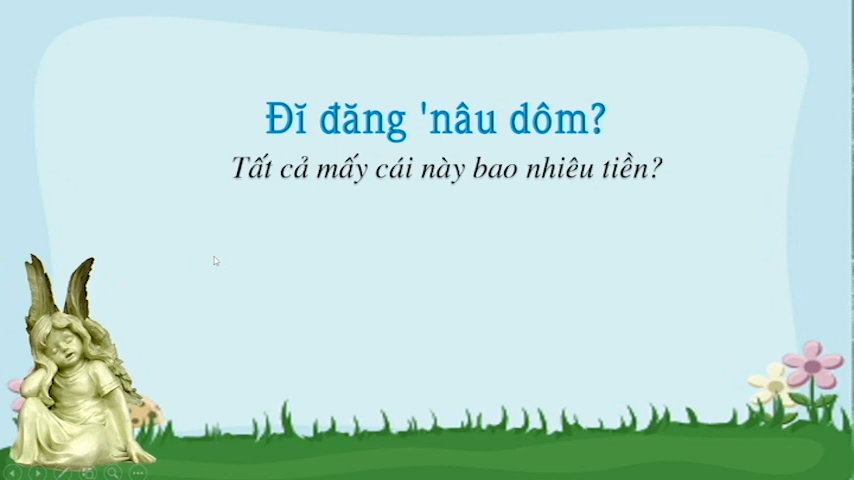 Đĭ đăng 'nâu dôm?
Tất cả mấy cái này bao nhiêu tiền?